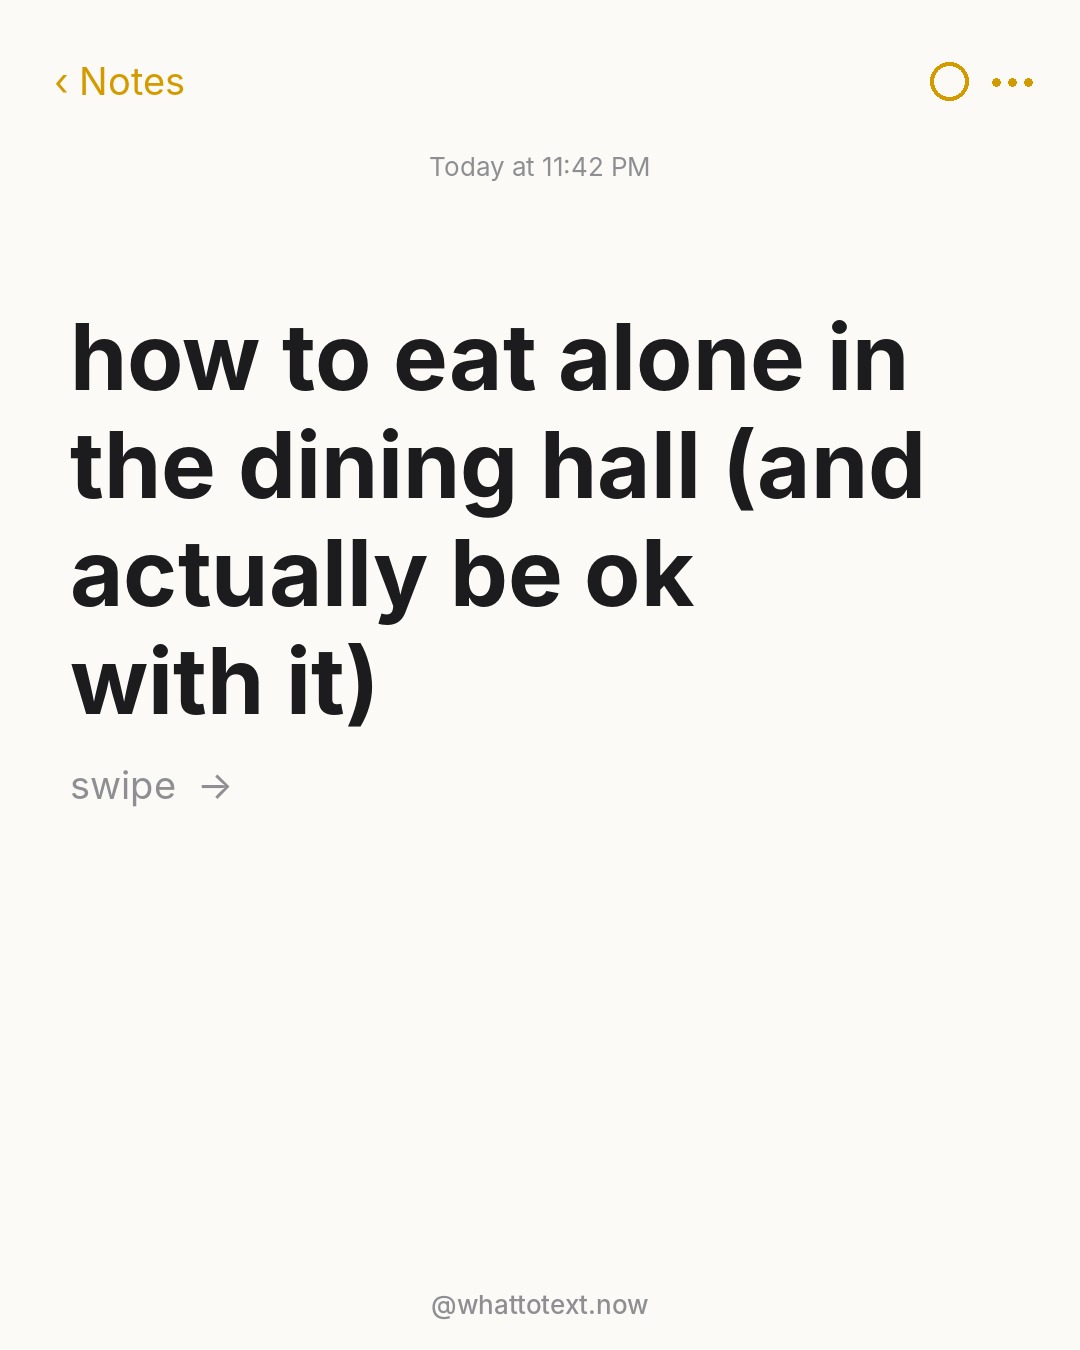 ‹ Notes
Today at 11:42 PM
how to eat alone in
the dining hall (and
actually be ok
with it)
swipe →
@whattotext.now